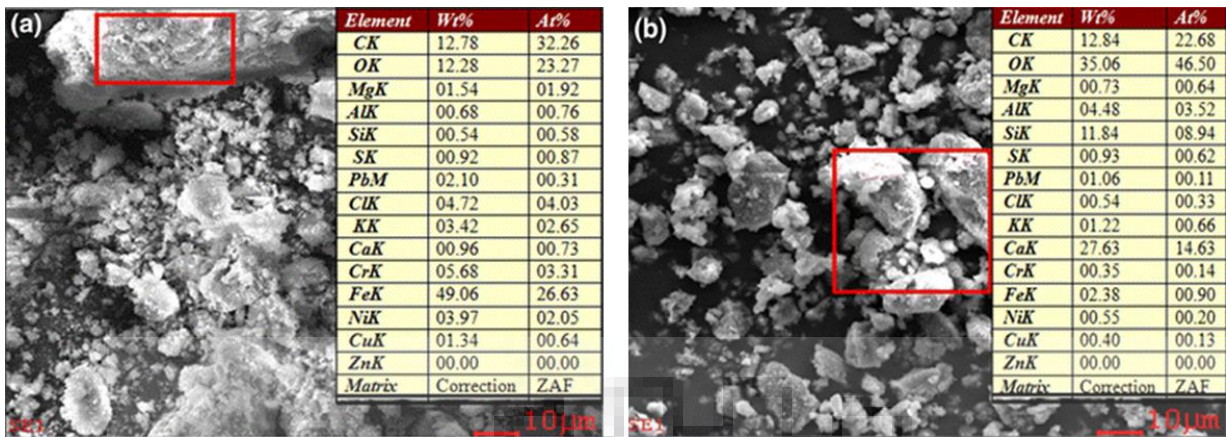 (a)
Element Wt% At%
CK 12.78 32.26
OK 12.28 23.27
MgK 01.54 01.92
AlK 00.68 00.76
SiK 00.54 00.58
SK 00.92 00.87
PbM 02.10 00.31
ClK 04.72 04.03
KK 03.42 02.65
CaK 00.96 00.73
CrK 05.68 03.31
FeK 49.06 26.63
NiK 03.97 02.05
CuK 01.34 00.64
ZnK 00.00 00.00
Matrix Correction ZAF
SE1 10µm
(b)
Element Wt% At%
CK 12.84 22.68
OK 35.06 46.50
MgK 00.73 00.64
AlK 04.48 03.52
SiK 11.84 08.94
SK 00.93 00.62
PbM 01.06 00.11
ClK 00.54 00.33
KK 01.22 00.66
CaK 27.63 14.63
CrK 00.35 00.14
FeK 02.38 00.90
NiK 00.55 00.20
CuK 00.40 00.13
ZnK 00.00 00.00
Matrix Correction ZAF
SE1 10µm